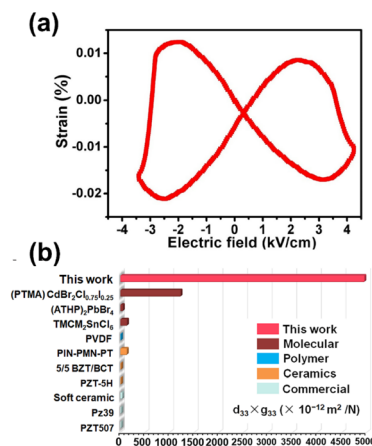 (a)
Strain (%)
0.01
0.00
-0.01
-0.02
-4 -3 -2 -1 0 1 2 3 4
Electric field (kV/cm)
(b)
This work
(PTMA) CdBr2Cl0.75I0.25
(ATHP)2PbBr4
TMCM2SnCl6
PVDF
PIN-PMN-PT
5/5 BZT/BCT
PZT-5H
Soft ceramic
Pz39
PZT507
This work
Molecular
Polymer
Ceramics
Commercial
d33×g33 (× 10-12 m2 /N)
0 500 1000 1500 2000 2500 3000 3500 4000 4500 5000